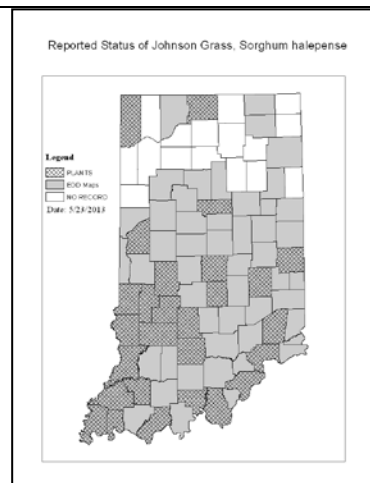 Reported Status of Johnson Grass, Sorghum halepense
Legend
PLANTS
EDD Maps
NO RECORD
Date: 5/23/2013